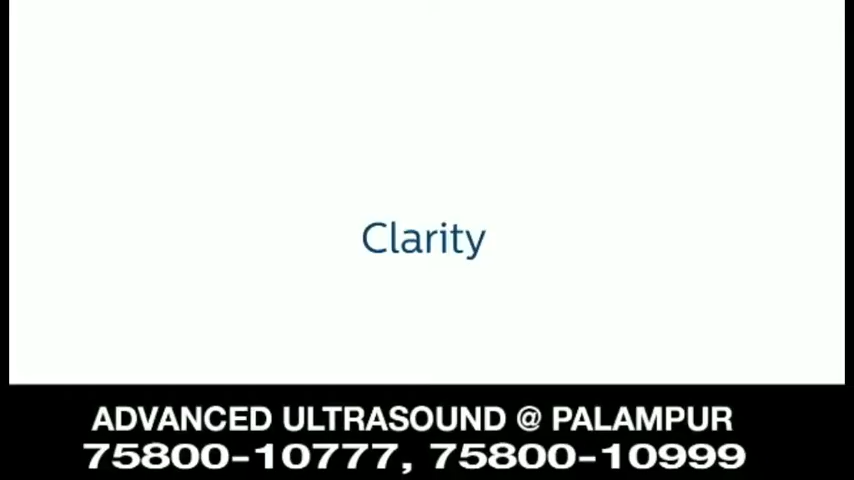 Clarity
ADVANCED ULTRASOUND @ PALAMPUR
75800-10777, 75800-10999